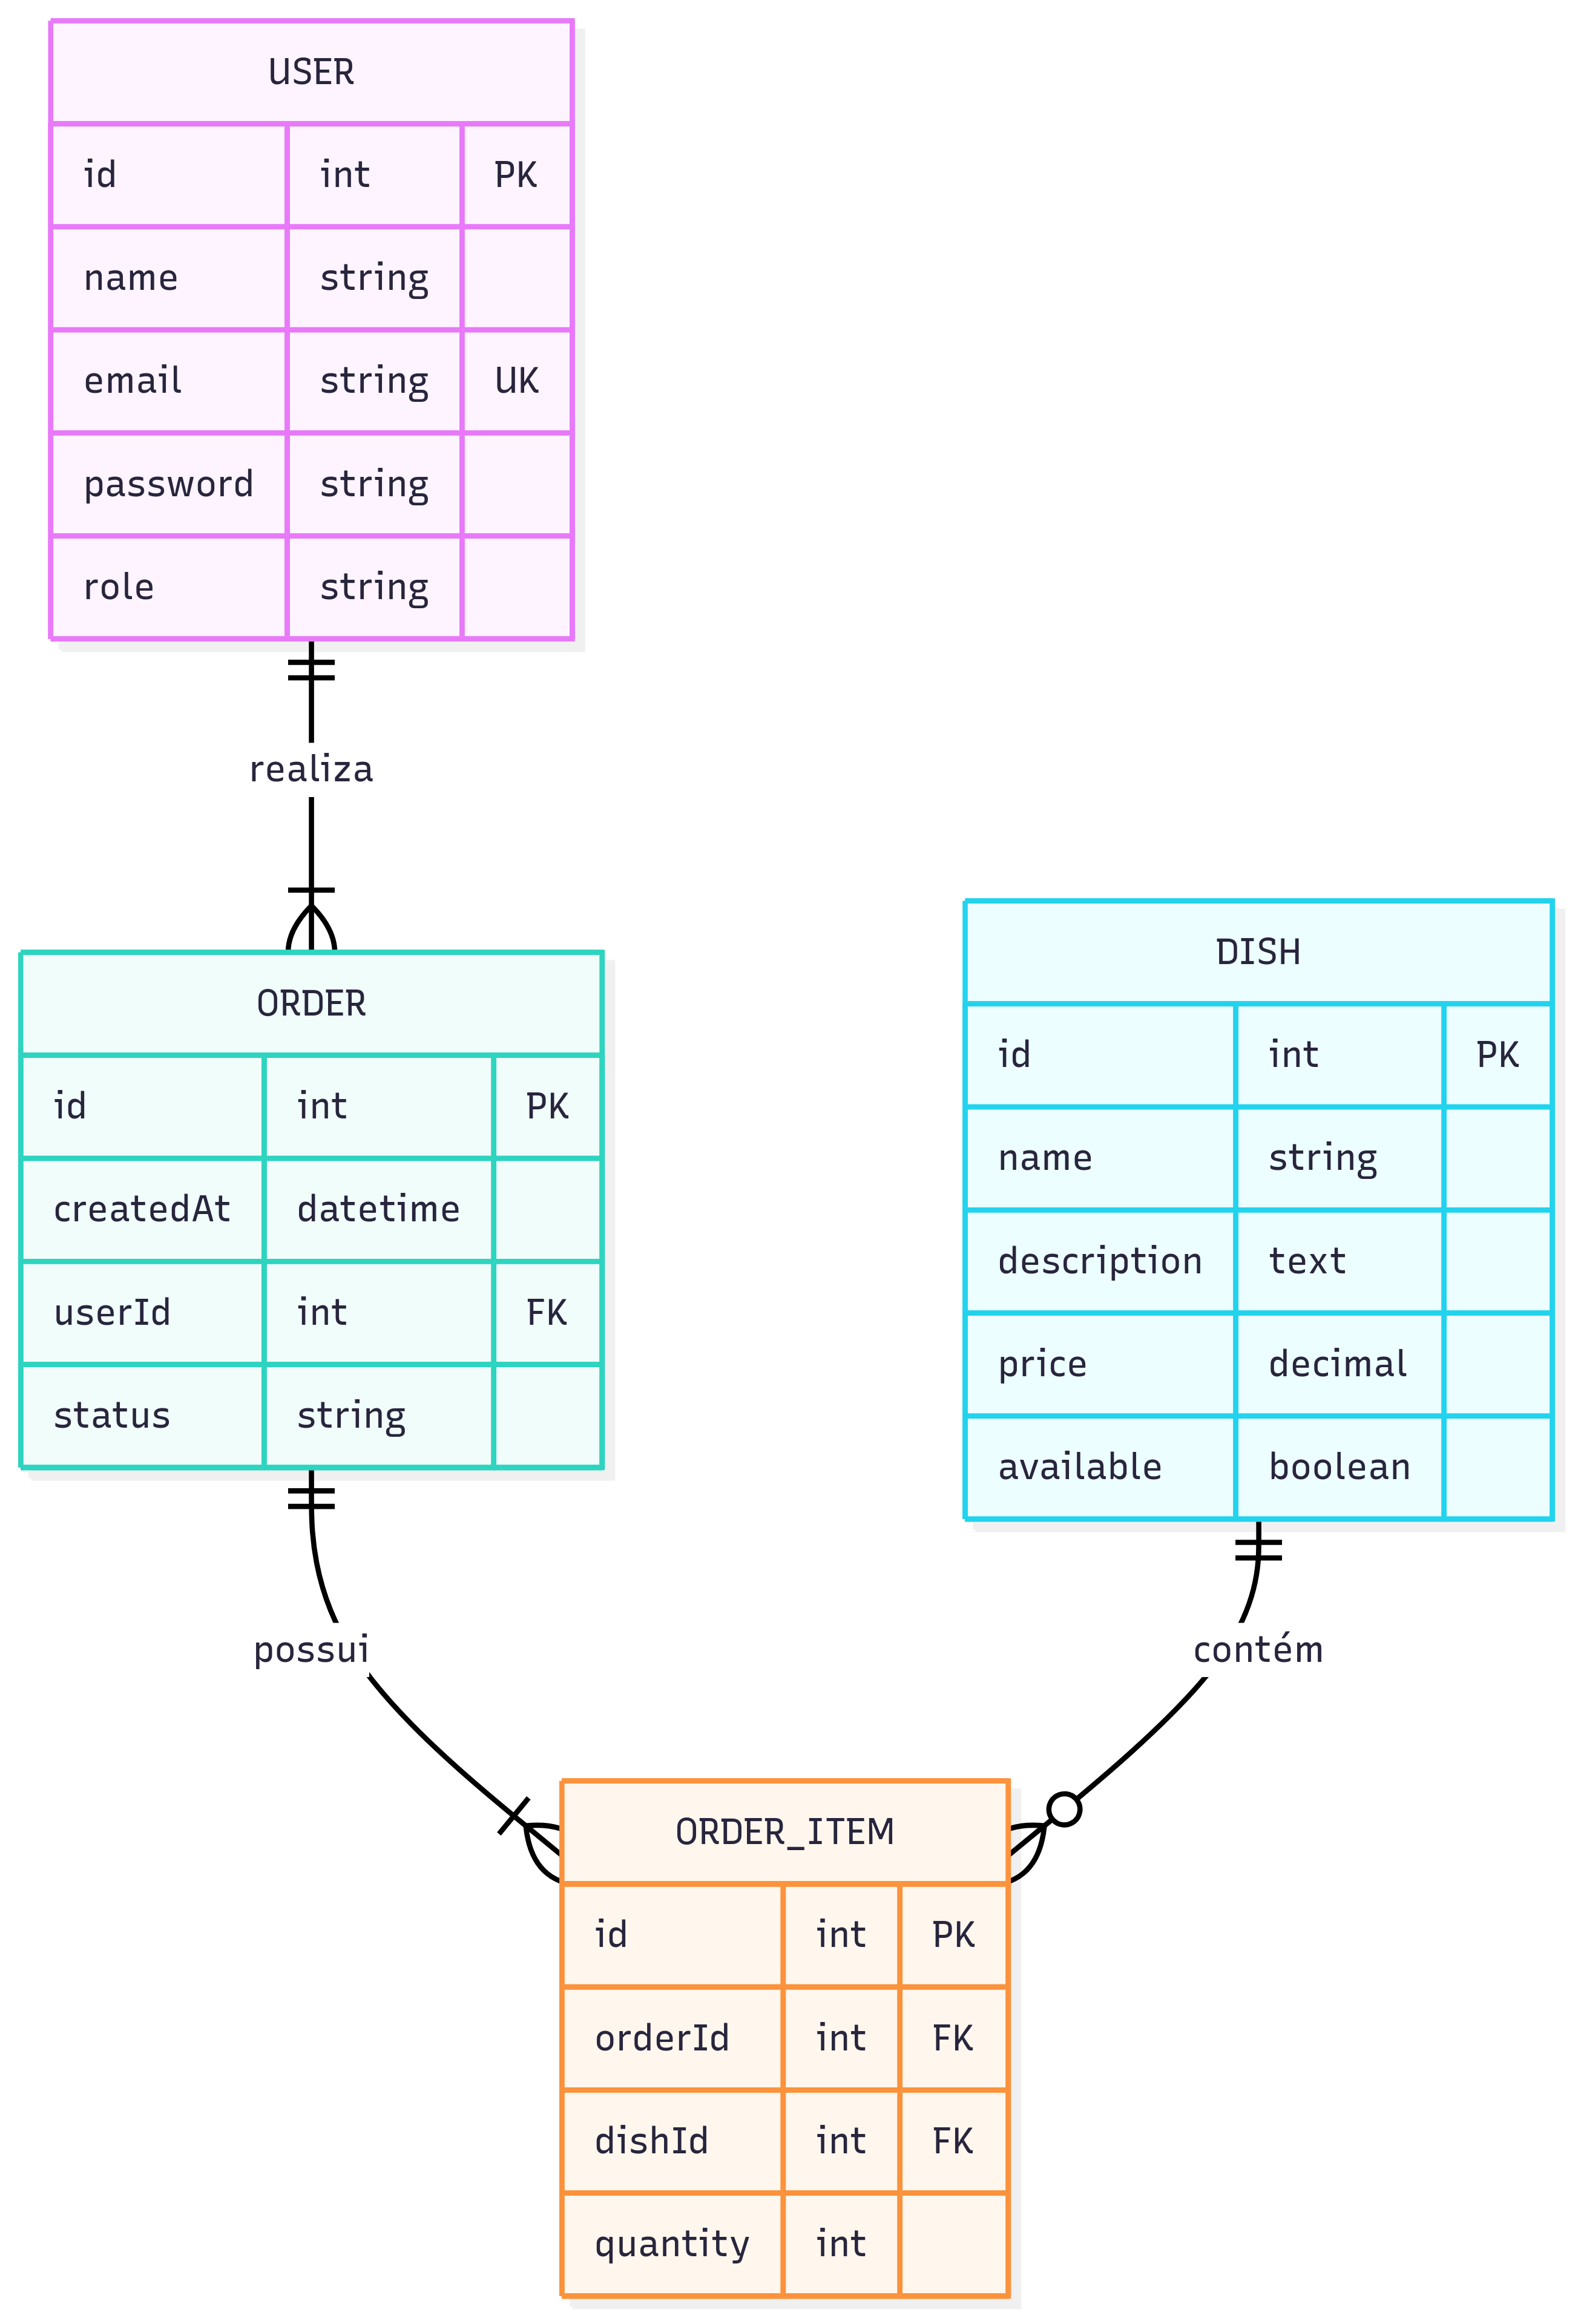 USER
id int PK
name string
email string UK
password string
role string
realiza
ORDER
id int PK
createdAt datetime
userId int FK
status string
DISH
id int PK
name string
description text
price decimal
available boolean
possui
contém
ORDER_ITEM
id int PK
orderId int FK
dishId int FK
quantity int